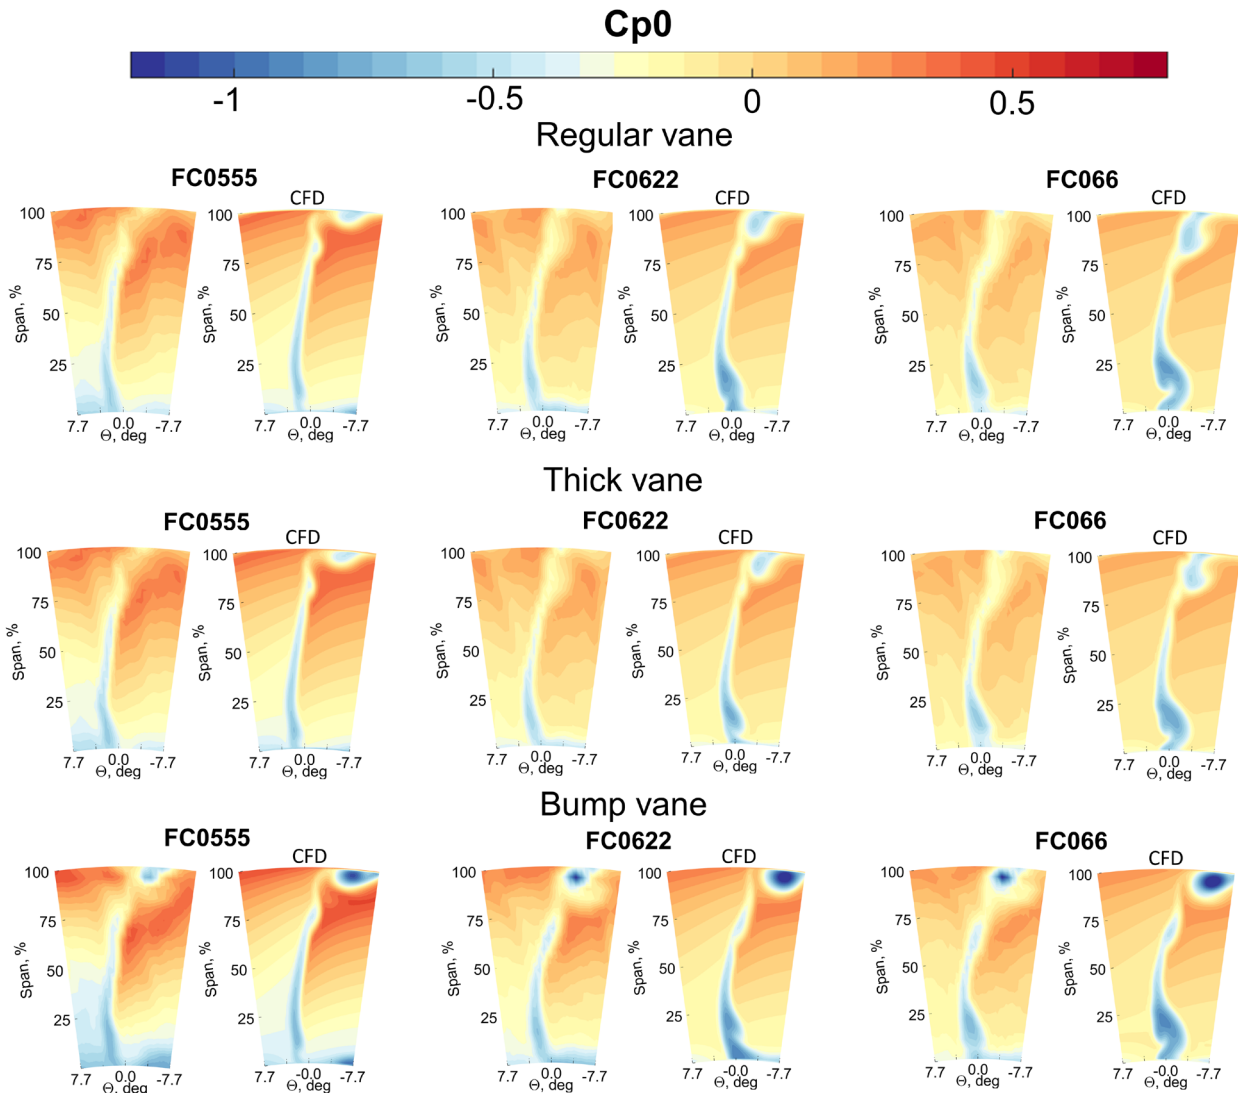 Cp0
-1 -0.5 0 0.5
Regular vane
FC0555 FC0622 FC066
CFD CFD CFD
100 100 100 100 100 100
75 75 75 75 75 75
50 50 50 50 50 50
25 25 25 25 25 25
Span, % Span, % Span, % Span, % Span, % Span, %
7.7 0.0 -7.7 7.7 0.0 -7.7 7.7 0.0 -7.7 7.7 0.0 -7.7 7.7 0.0 -7.7 7.7 0.0 -7.7
Θ, deg Θ, deg Θ, deg Θ, deg Θ, deg Θ, deg
Thick vane
FC0555 FC0622 FC066
CFD CFD CFD
100 100 100 100 100 100
75 75 75 75 75 75
50 50 50 50 50 50
25 25 25 25 25 25
Span, % Span, % Span, % Span, % Span, % Span, %
7.7 0.0 -7.7 7.7 0.0 -7.7 7.7 0.0 -7.7 7.7 0.0 -7.7 7.7 0.0 -7.7 7.7 0.0 -7.7
Θ, deg Θ, deg Θ, deg Θ, deg Θ, deg Θ, deg
Bump vane
FC0555 FC0622 FC066
CFD CFD CFD
100 100 100 100 100 100
75 75 75 75 75 75
50 50 50 50 50 50
25 25 25 25 25 25
Span, % Span, % Span, % Span, % Span, % Span, %
7.7 0.0 -7.7 7.7 -0.0 -7.7 7.7 0.0 -7.7 7.7 -0.0 -7.7 7.7 0.0 -7.7 7.7 -0.0 -7.7
Θ, deg Θ, deg Θ, deg Θ, deg Θ, deg Θ, deg